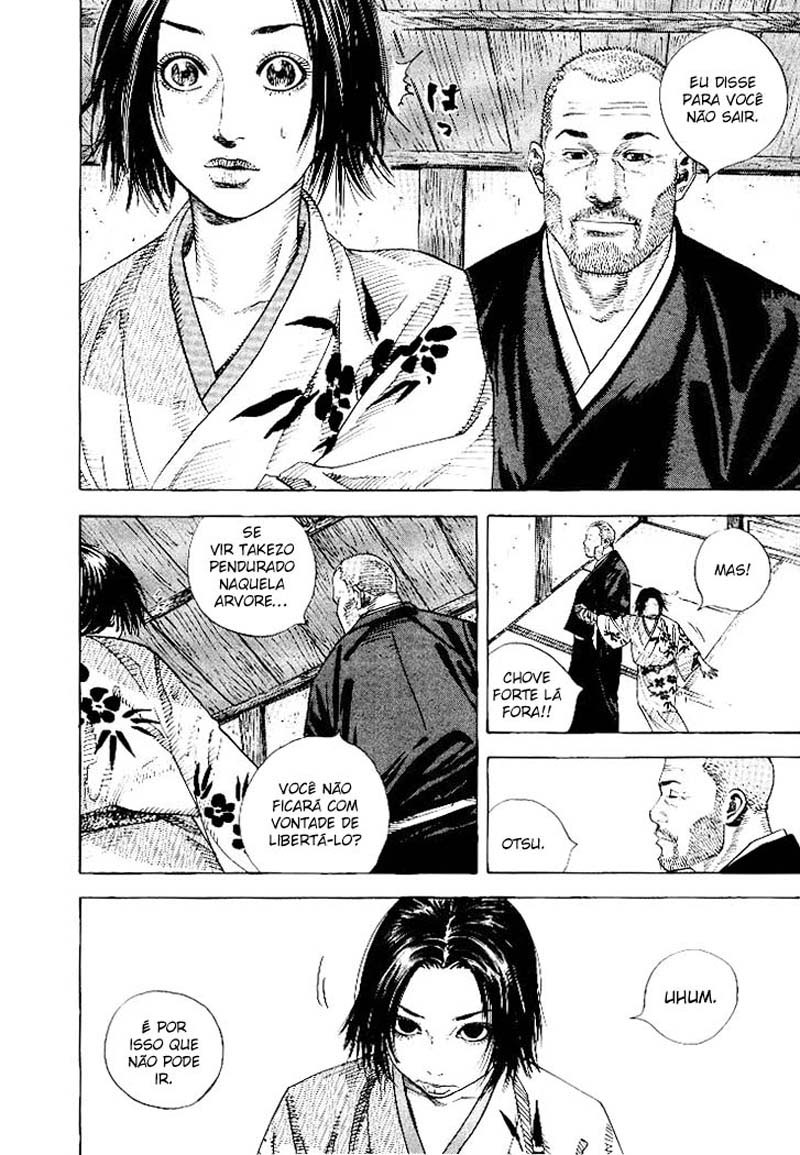 EU DISSE
PARA VOCÊ
NÃO SAIR.
はっ
MAS!
CHOVE
FORTE LÁ
FORA!!
OTSU.
SE
VIR TAKEZO
PENDURADO
NAQUELA
ARVORE...
VOCÊ NÃO
FICARÁ COM
VONTADE DE
LIBERTÁ-LO?
UHUM.
É POR
ISSO QUE
NÃO PODE
IR.